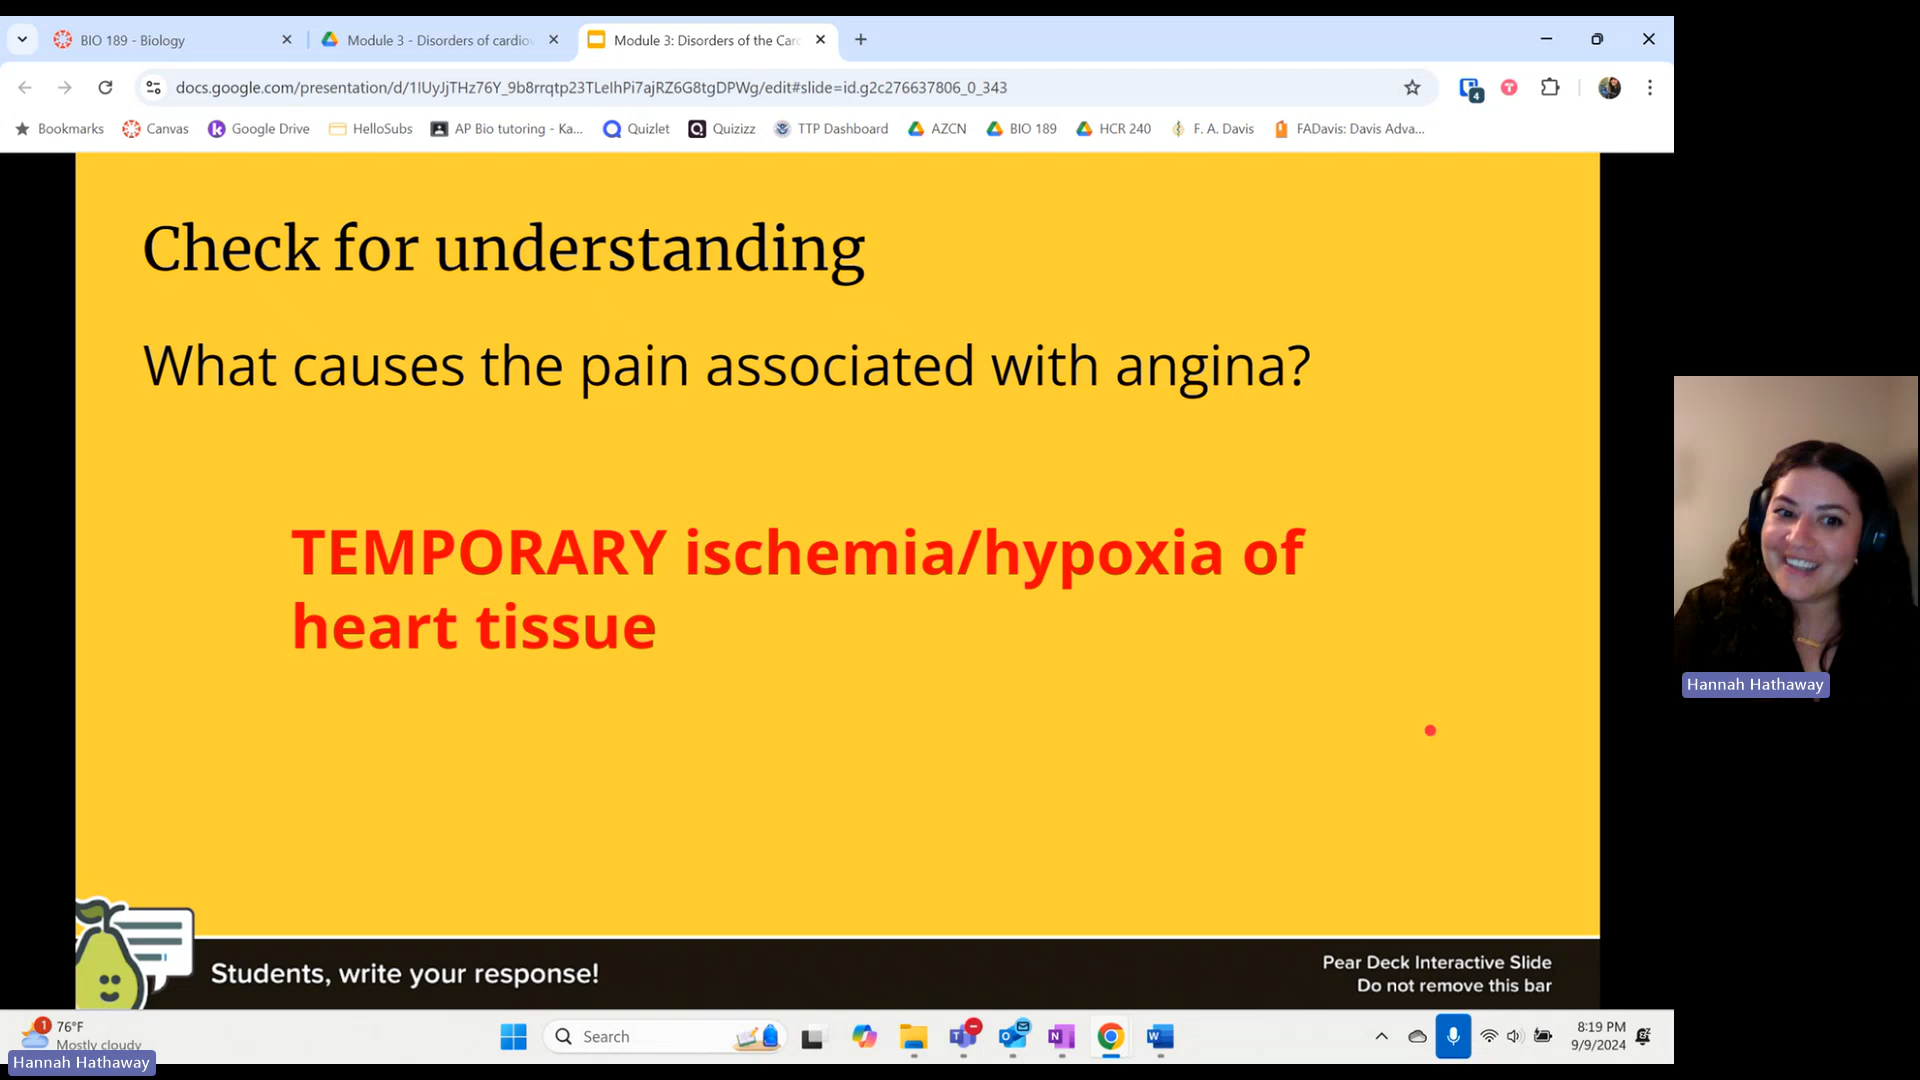 BIO 189 - Biology
Module 3 - Disorders of cardiov
Module 3: Disorders of the Card
docs.google.com/presentation/d/1IUyJjTHz76Y_9b8rrqtp23TLeIhPi7ajRZ6G8tgDPWg/edit#slide=id.g2c276637806_0_343
4
Bookmarks Canvas Google Drive HelloSubs AP Bio tutoring - Ka... Quizlet Quizizz TTP Dashboard AZCN BIO 189 HCR 240 F. A. Davis FADavis: Davis Adva...
Check for understanding
What causes the pain associated with angina?
TEMPORARY ischemia/hypoxia of
heart tissue
Hannah Hathaway
Students, write your response!
Pear Deck Interactive Slide
Do not remove this bar
1
76°F
Mostly cloudy
Hannah Hathaway
Search
8:19 PM
9/9/2024